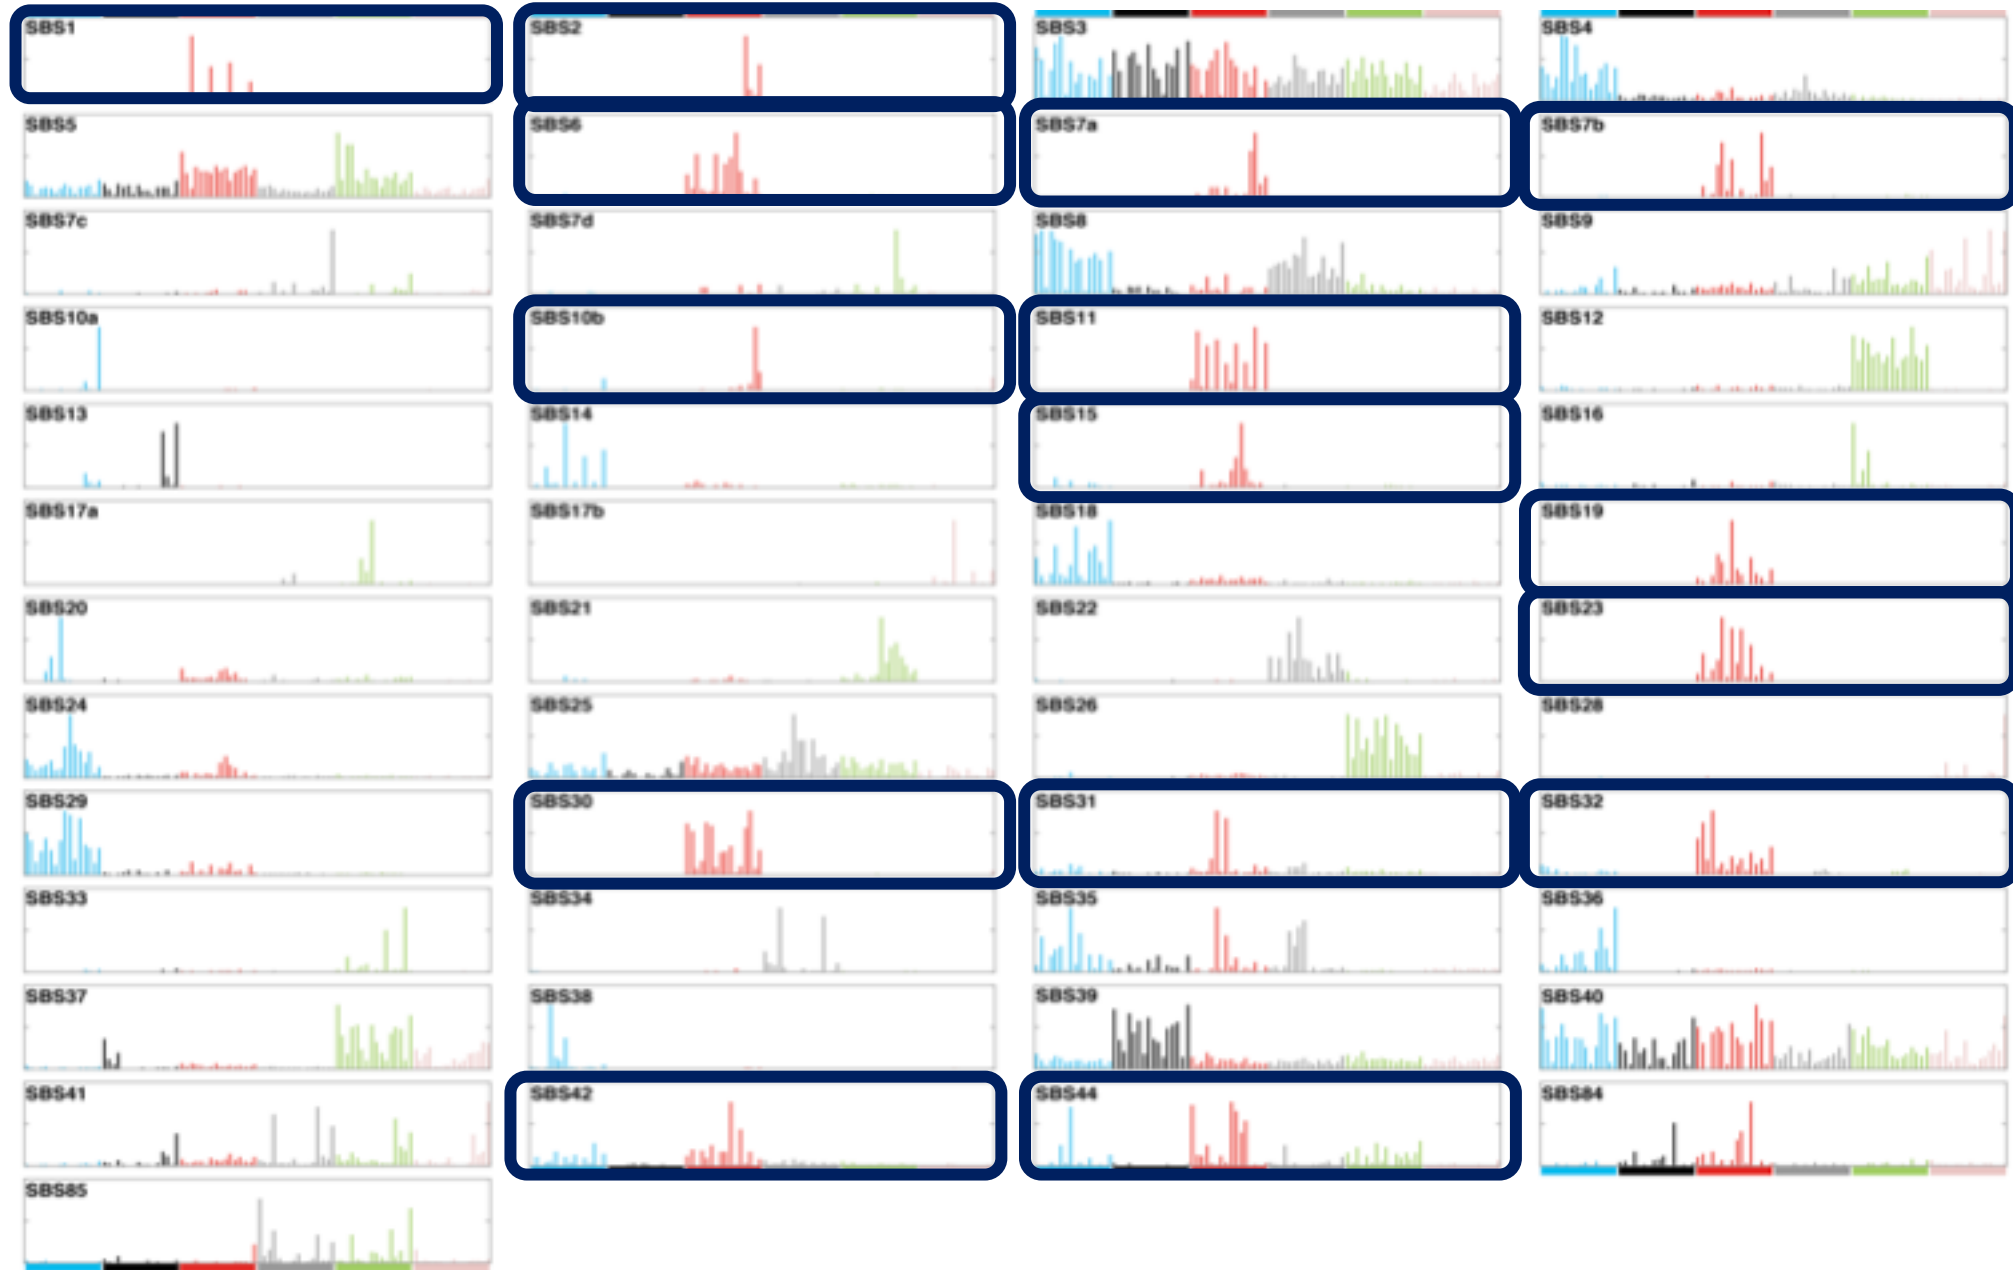 SBS1 SBS2 SBS3 SBS4
SBS5 SBS6 SBS7a SBS7b
SBS7c SBS7d SBS8 SBS9
SBS10a SBS10b SBS11 SBS12
SBS13 SBS14 SBS15 SBS16
SBS17a SBS17b SBS18 SBS19
SBS20 SBS21 SBS22 SBS23
SBS24 SBS25 SBS26 SBS28
SBS29 SBS30 SBS31 SBS32
SBS33 SBS34 SBS35 SBS36
SBS37 SBS38 SBS39 SBS40
SBS41 SBS42 SBS44 SBS84
SBS85